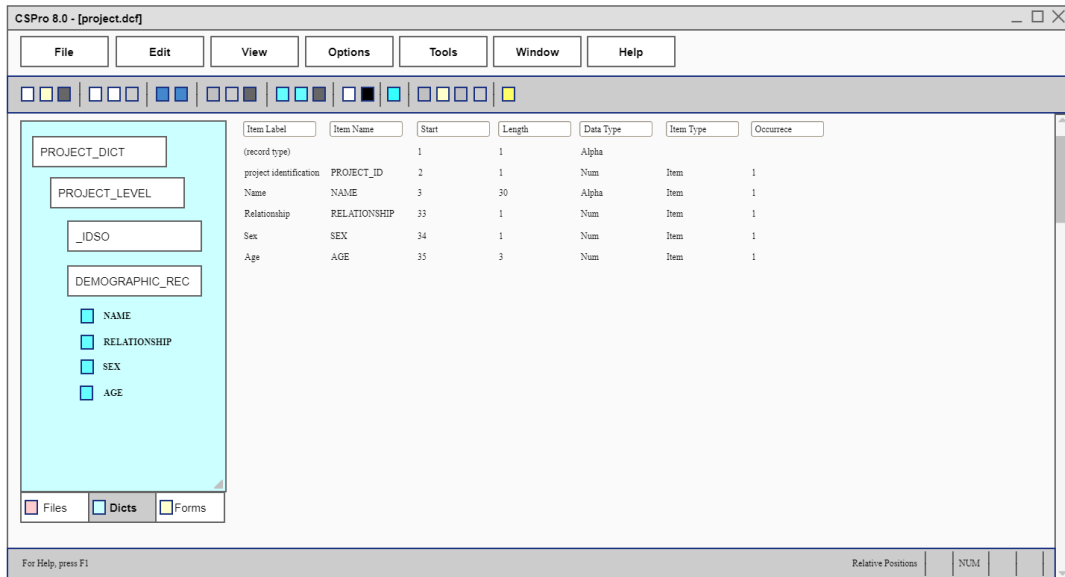 CSPro 8.0 - [project.dcf]
File Edit View Options Tools Window Help
PROJECT_DICT
PROJECT_LEVEL
_IDSO
DEMOGRAPHIC_REC
NAME
RELATIONSHIP
SEX
AGE
Files Dicts Forms
Item Label Item Name Start Length Data Type Item Type Occurrece
(record type) 1 1 Alpha
project identification PROJECT_ID 2 1 Num Item 1
Name NAME 3 30 Alpha Item 1
Relationship RELATIONSHIP 33 1 Num Item 1
Sex SEX 34 1 Num Item 1
Age AGE 35 3 Num Item 1
For Help, press F1 Relative Positions NUM